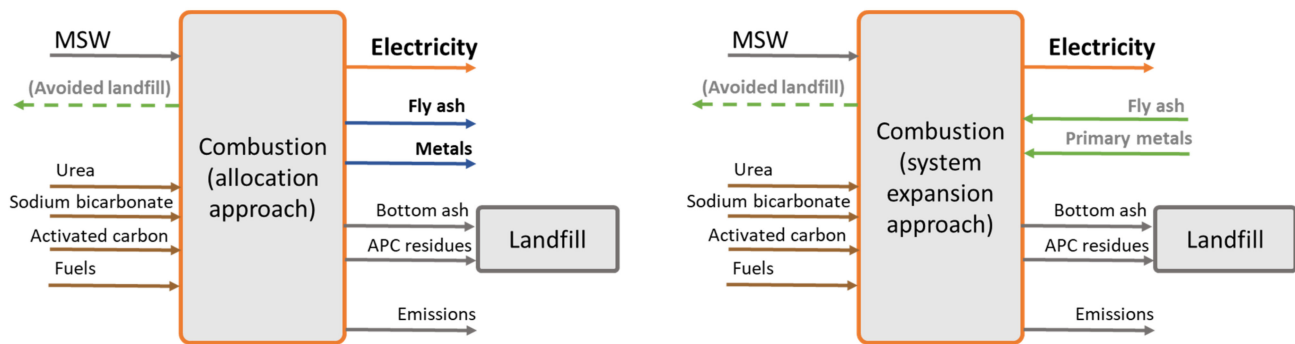 MSW
(Avoided landfill)
Urea
Sodium bicarbonate
Activated carbon
Fuels
Combustion
(allocation
approach)
Electricity
Fly ash
Metals
Bottom ash
APC residues
Emissions
Landfill
MSW
(Avoided landfill)
Urea
Sodium bicarbonate
Activated carbon
Fuels
Combustion
(system
expansion
approach)
Electricity
Fly ash
Primary metals
Bottom ash
APC residues
Emissions
Landfill